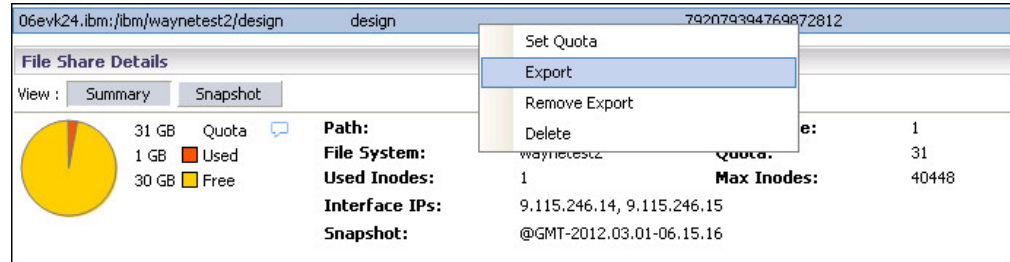 06evk24.ibm:/ibm/waynetest2/design design 792079394769872812
Set Quota
Export
Remove Export
Delete
File Share Details
View : Summary Snapshot
31 GB Quota
1 GB Used
30 GB Free
Path: e: 1
File System: waynetest2 Quota: 31
Used Inodes: 1 Max Inodes: 40448
Interface IPs: 9.115.246.14, 9.115.246.15
Snapshot: @GMT-2012.03.01-06.15.16